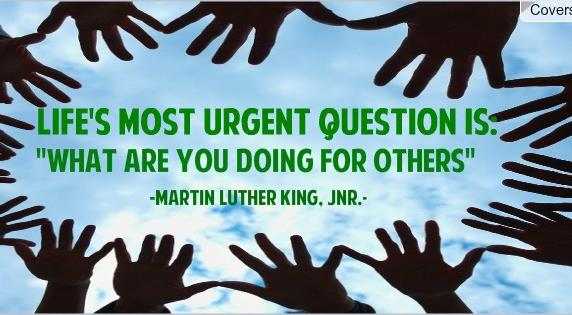 Covers
LIFE'S MOST URGENT QUESTION IS:
"WHAT ARE YOU DOING FOR OTHERS"
-MARTIN LUTHER KING, JNR.-